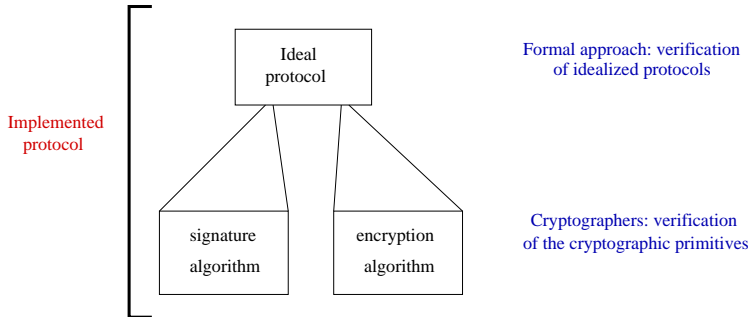 Ideal
protocol
Formal approach: verification
of idealized protocols
Implemented
protocol
signature
algorithm
encryption
algorithm
Cryptographers: verification
of the cryptographic primitives